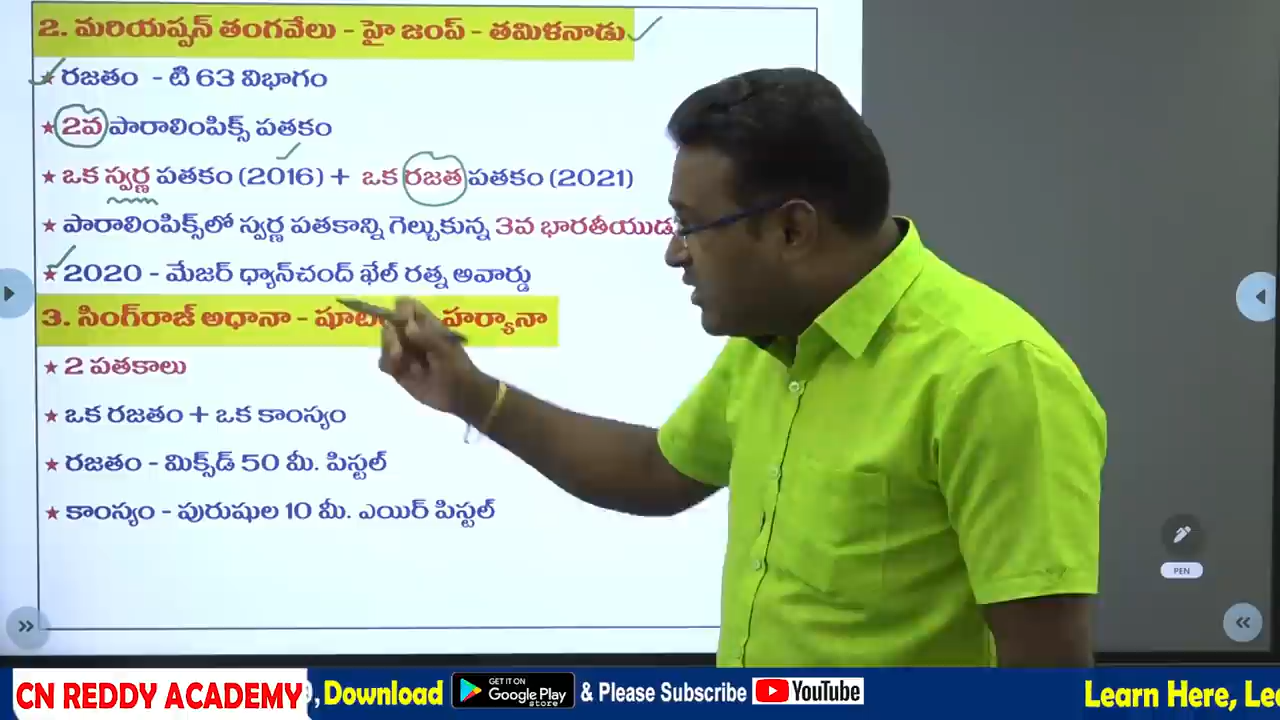 2. మరియప్పన్ తంగవేలు - హై జంప్ - తమిళనాడు
★ రజతం - టి 63 విభాగం
★ 2వ పారాలింపిక్స్ పతకం
★ ఒక స్వర్ణ పతకం (2016) + ఒక రజత పతకం (2021)
★ పారాలింపిక్స్‌లో స్వర్ణ పతకాన్ని గెల్చుకున్న 3వ
★ 2020 - మేజర్ ధ్యాన్‌చంద్ ఖేల్ రత్న అవార్డు
3. సింగ్‌రాజ్ అధానా - హర్యానా
★ 2 పతకాలు
★ ఒక రజతం + ఒక కాంస్యం
★ రజతం - మిక్స్‌డ్ 50 మీ. పిస్టల్
★ కాంస్యం - పురుషుల 10 మీ. ఎయిర్ పిస్టల్
PEN
CN REDDY ACADEMY , Download GET IT ON Google Play store & Please Subscribe YouTube Learn Here,